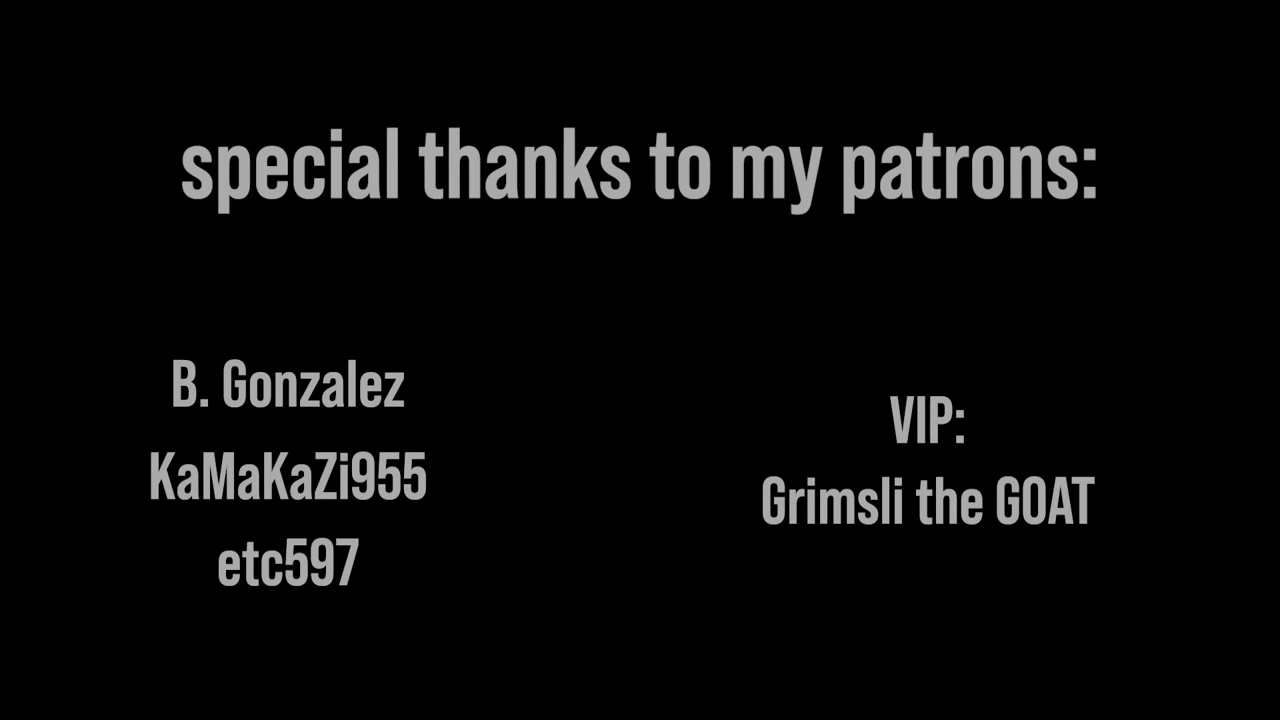 special thanks to my patrons:
B. Gonzalez
KaMaKaZi955
etc597
VIP:
Grimsli the GOAT